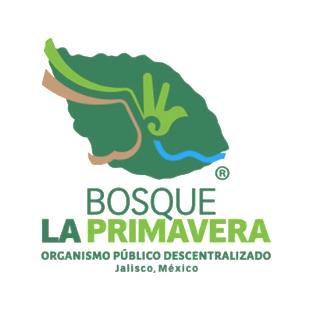 ®
BOSQUE
LA PRIMAVERA
ORGANISMO PÚBLICO DESCENTRALIZADO
Jalisco, México